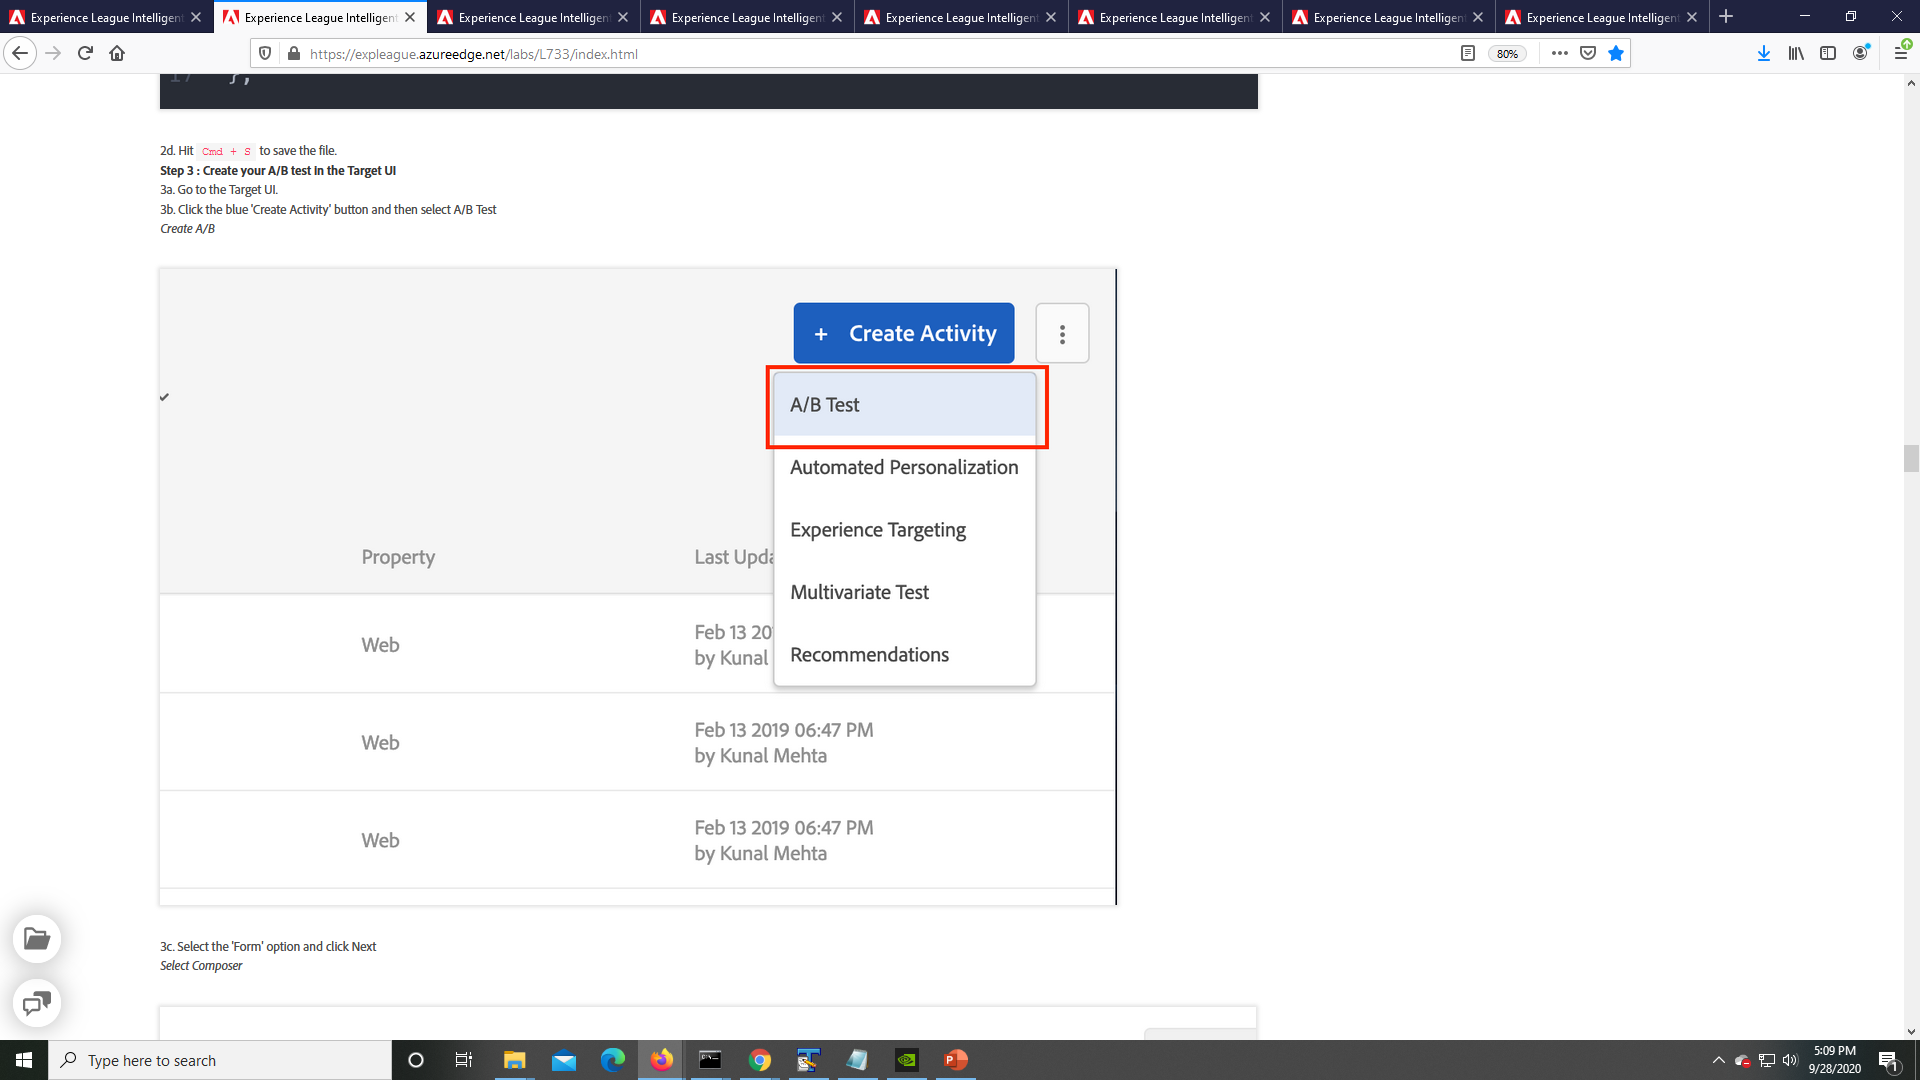 Experience League Intelligent
Experience League Intelligent
Experience League Intelligen
Experience League Intelligent
Experience League Intelligent
Experience League Intelligent
Experience League Intelligen
Experience League Intelligent
https://expleague.azureedge.net/labs/L733/index.html
80%
17 };
2d. Hit Cmd + S to save the file.
Step 3 : Create your A/B test in the Target UI
3a. Go to the Target UI.
3b. Click the blue 'Create Activity' button and then select A/B Test
Create A/B
+ Create Activity
A/B Test
Automated Personalization
Experience Targeting
Multivariate Test
Recommendations
Property Last Upda
Web Feb 13 20
by Kunal
Web Feb 13 2019 06:47 PM
by Kunal Mehta
Web Feb 13 2019 06:47 PM
by Kunal Mehta
3c. Select the 'Form' option and click Next
Select Composer
Type here to search
5:09 PM
9/28/2020
1